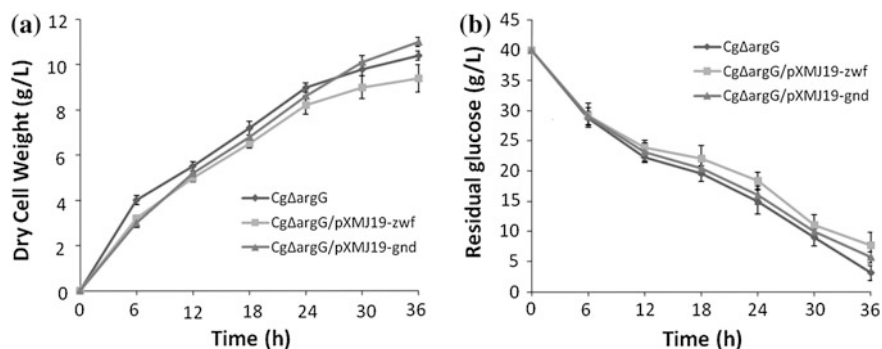 (a)
Dry Cell Weight (g/L)
12
10
8
6
4
2
0
0 6 12 18 24 30 36
Time (h)
CgΔargG
CgΔargG/pXMJ19-zwf
CgΔargG/pXMJ19-gnd
(b)
Residual glucose (g/L)
45
40
35
30
25
20
15
10
5
0
0 6 12 18 24 30 36
Time (h)
CgΔargG
CgΔargG/pXMJ19-zwf
CgΔargG/pXMJ19-gnd